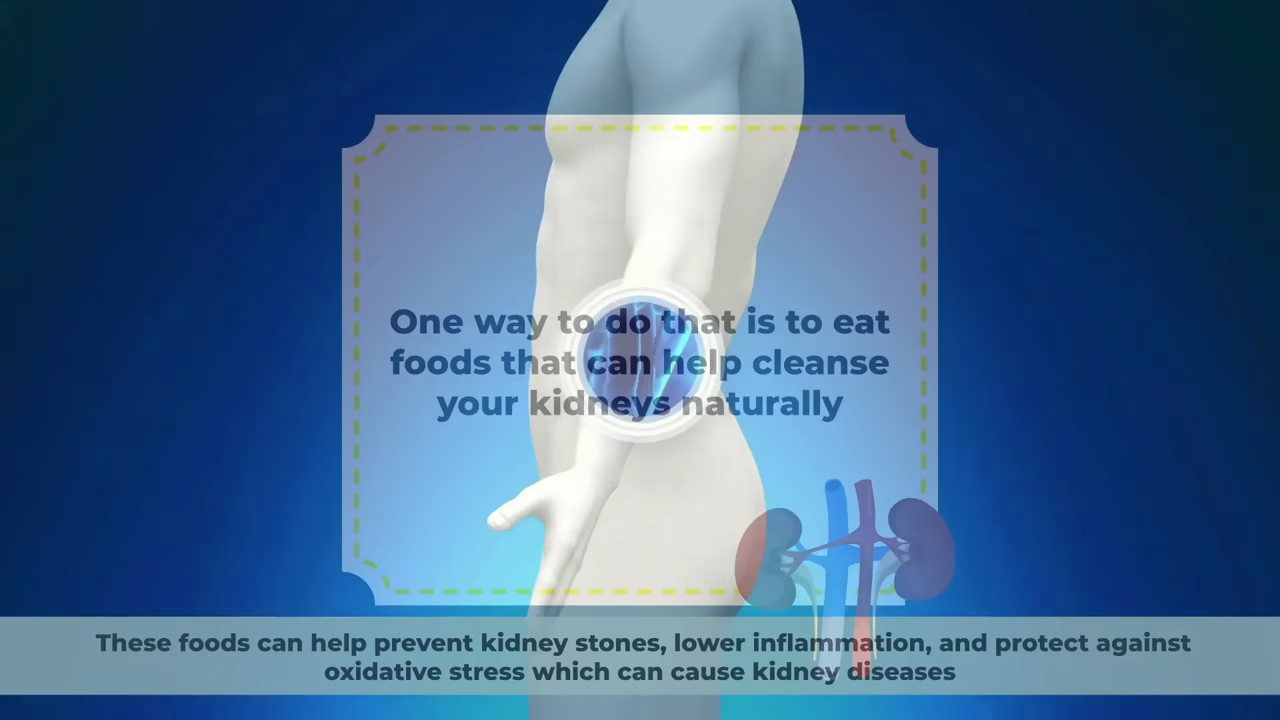 One way to do that is to eat
foods that can help cleanse
your kidneys naturally
These foods can help prevent kidney stones, lower inflammation, and protect against
oxidative stress which can cause kidney diseases